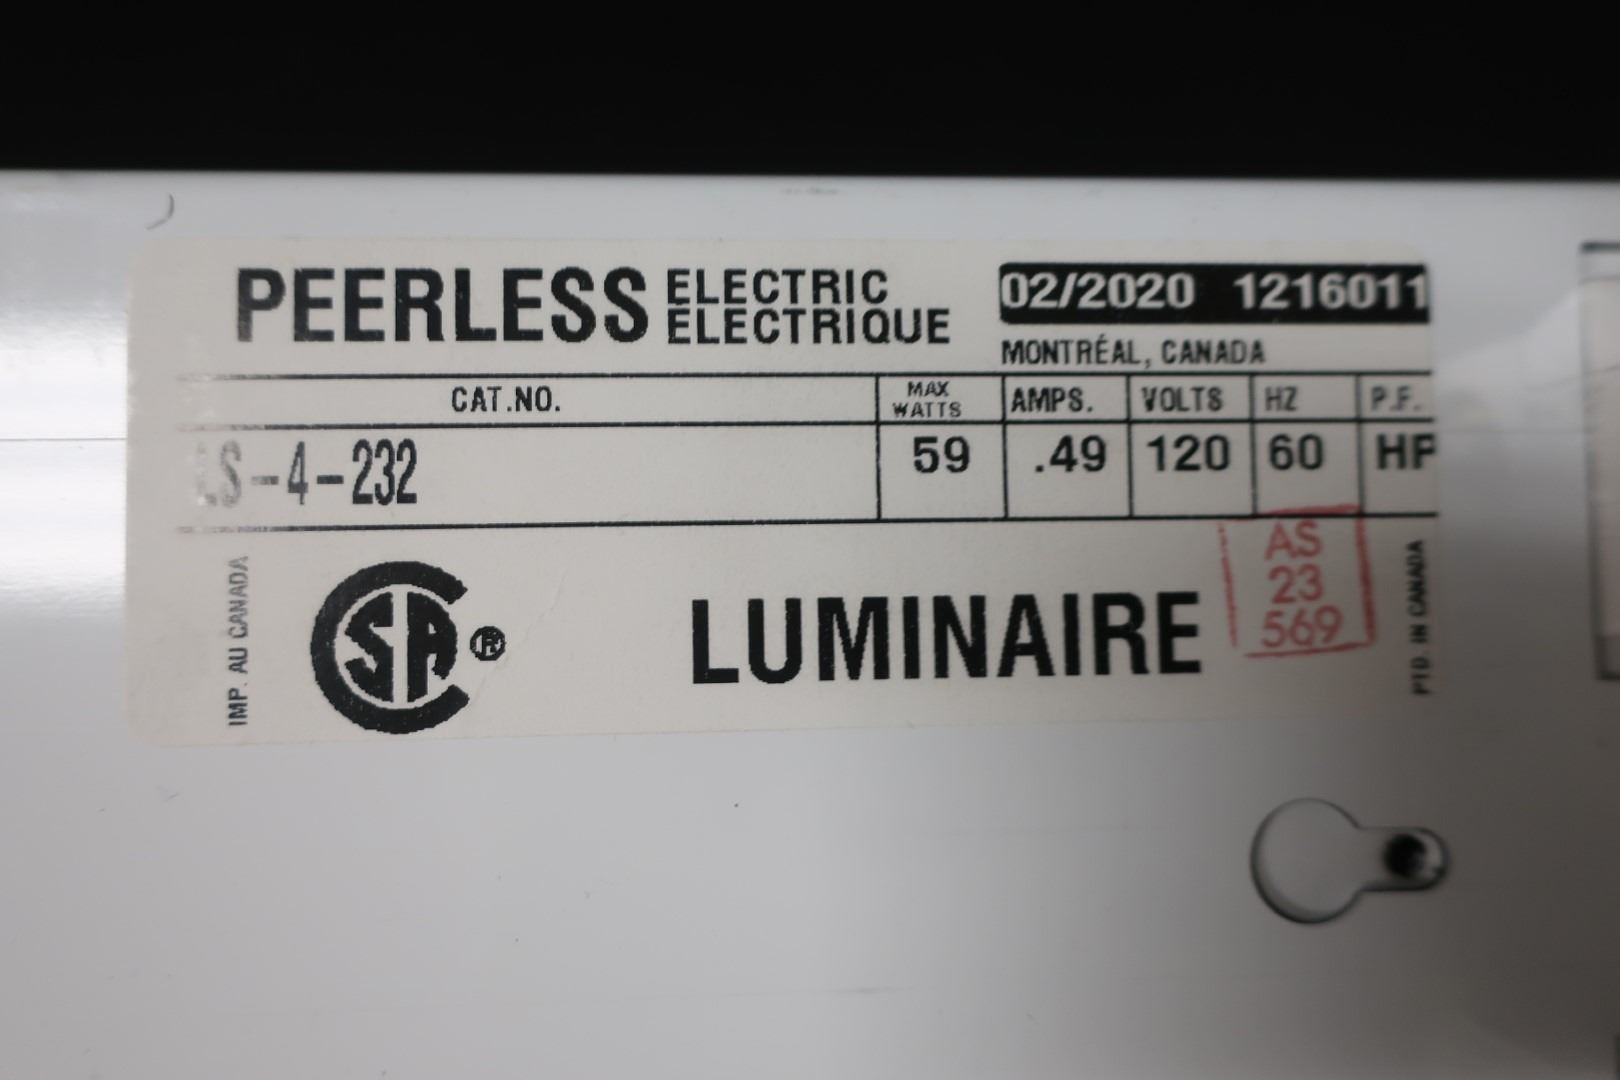 PEERLESS ELECTRIC
ELECTRIQUE
02/2020 1216011
MONTRÉAL, CANADA
CAT.NO. MAX WATTS AMPS. VOLTS HZ P.F.
S-4-232 59 .49 120 60 HP
IMP. AU CANADA
CSA®
LUMINAIRE
AS
23
569
PTD. IN CANADA